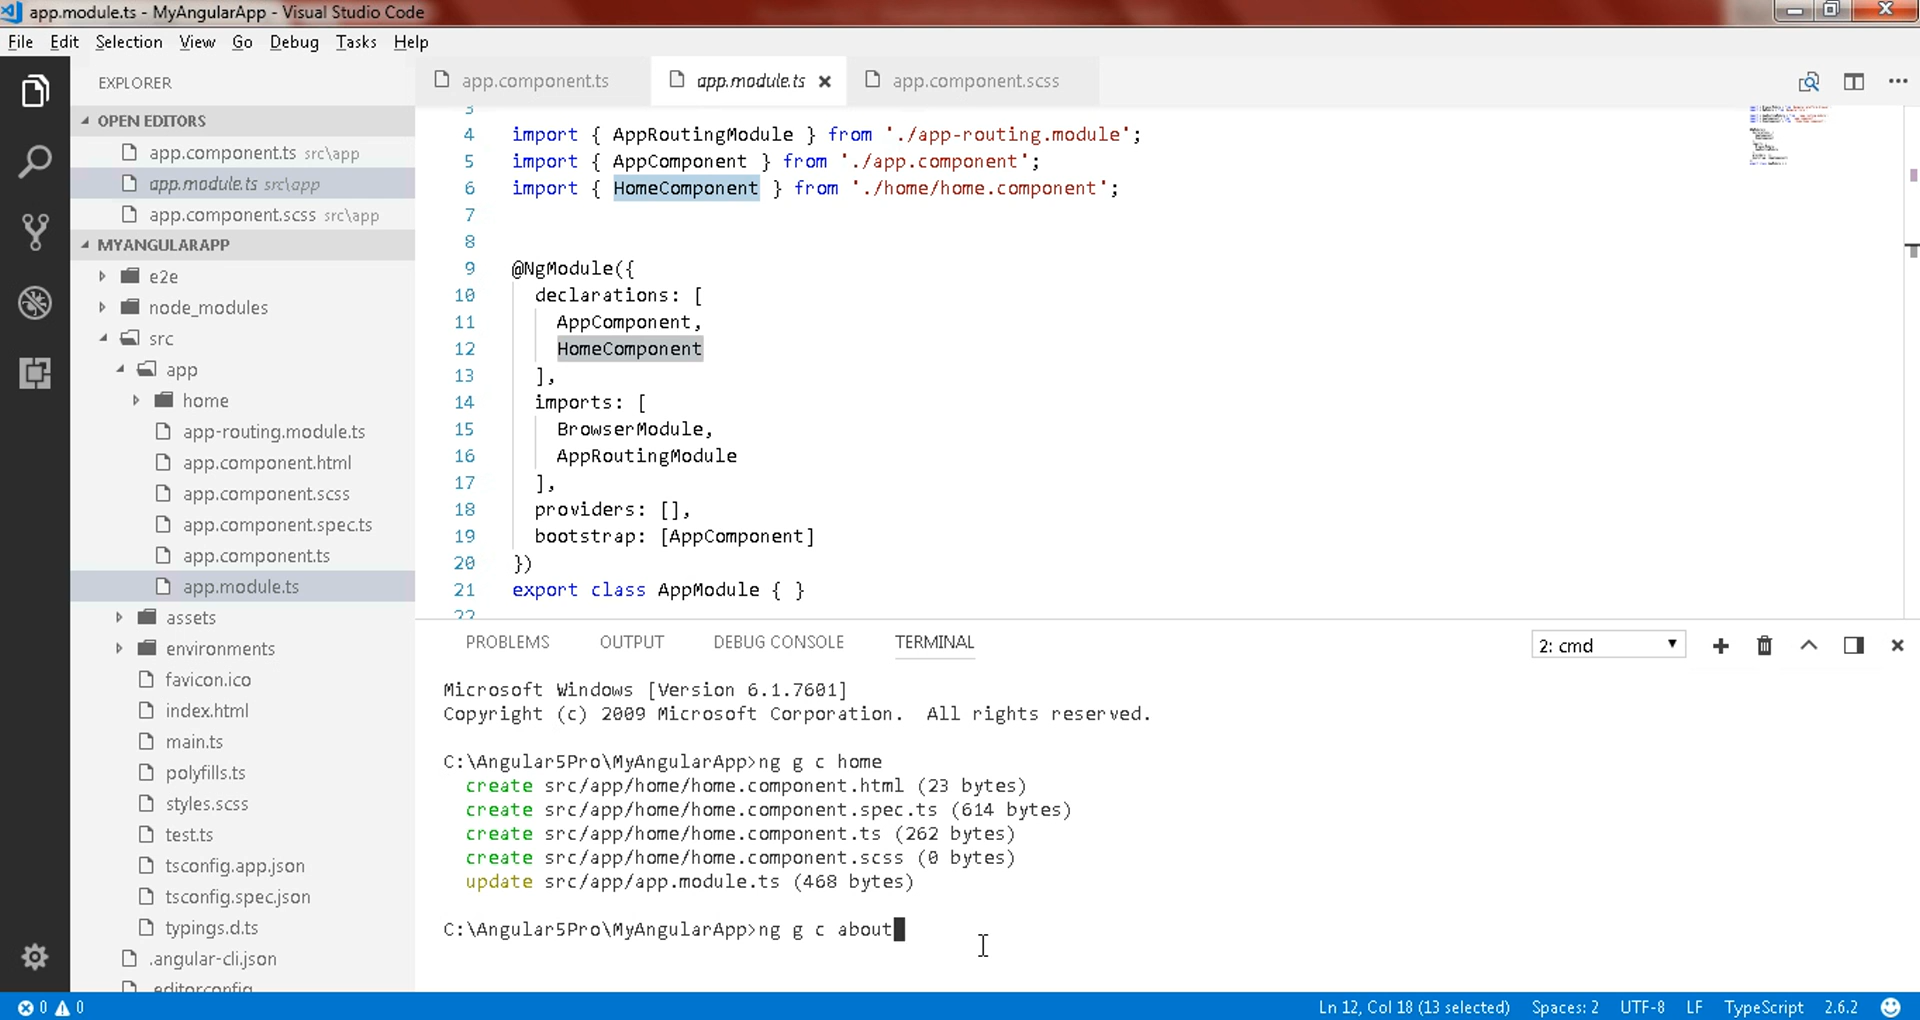 app.module.ts - MyAngularApp - Visual Studio Code
File Edit Selection View Go Debug Tasks Help
EXPLORER
OPEN EDITORS
app.component.ts src\app
app.module.ts src\app
app.component.scss src\app
MYANGULARAPP
e2e
node_modules
src
app
home
app-routing.module.ts
app.component.html
app.component.scss
app.component.spec.ts
app.component.ts
app.module.ts
assets
environments
favicon.ico
index.html
main.ts
polyfills.ts
styles.scss
test.ts
tsconfig.app.json
tsconfig.spec.json
typings.d.ts
.angular-cli.json
.editorconfig
app.component.ts app.module.ts app.component.scss
3
4 import { AppRoutingModule } from './app-routing.module';
5 import { AppComponent } from './app.component';
6 import { HomeComponent } from './home/home.component';
7
8
9 @NgModule({
10 declarations: [
11 AppComponent,
12 HomeComponent
13 ],
14 imports: [
15 BrowserModule,
16 AppRoutingModule
17 ],
18 providers: [],
19 bootstrap: [AppComponent]
20 })
21 export class AppModule { }
22
PROBLEMS OUTPUT DEBUG CONSOLE TERMINAL 2: cmd
Microsoft Windows [Version 6.1.7601]
Copyright (c) 2009 Microsoft Corporation. All rights reserved.
C:\Angular5Pro\MyAngularApp>ng g c home
create src/app/home/home.component.html (23 bytes)
create src/app/home/home.component.spec.ts (614 bytes)
create src/app/home/home.component.ts (262 bytes)
create src/app/home/home.component.scss (0 bytes)
update src/app/app.module.ts (468 bytes)
C:\Angular5Pro\MyAngularApp>ng g c about
0 0 Ln 12, Col 18 (13 selected) Spaces: 2 UTF-8 LF TypeScript 2.6.2